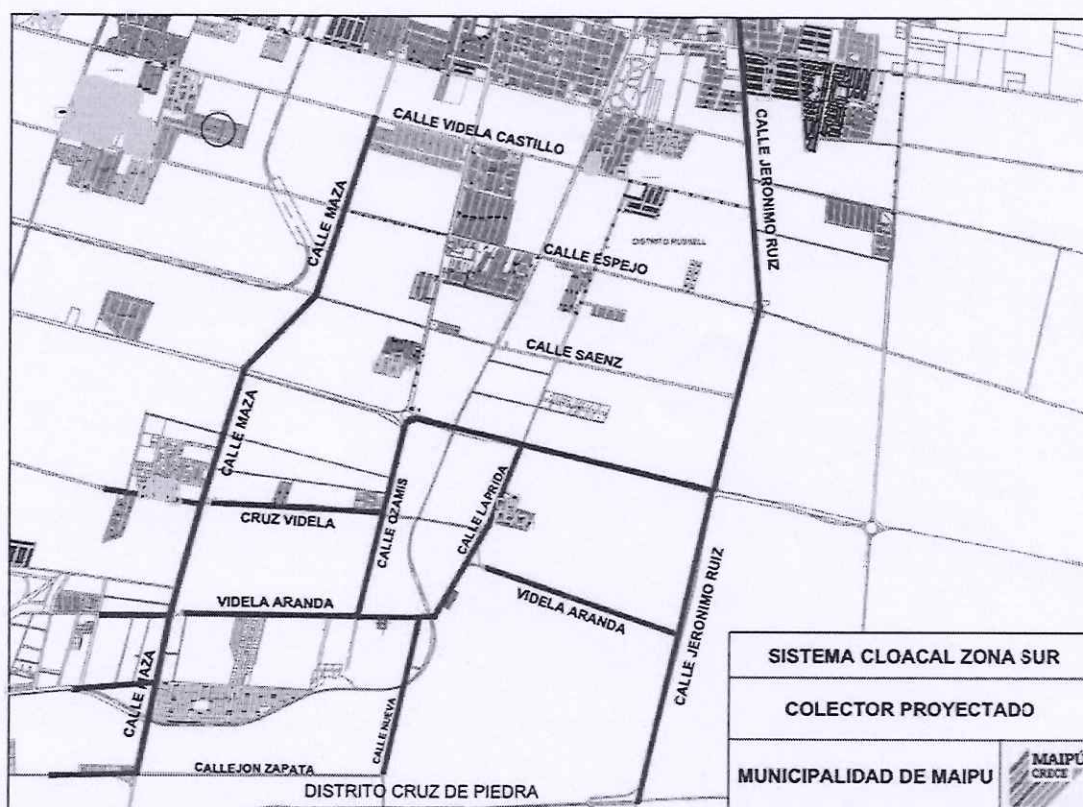 CALLE VIDELA CASTILLO
CALLE JERONIMO RUIZ
CALLE MAZA
DISTRITO RUSSELL
CALLE ESPEJO
CALLE SAENZ
CALLE MAZA
CALLE OZAMIS
CALLE LAPRIDA
CRUZ VIDELA
VIDELA ARANDA
VIDELA ARANDA
CALLE JERONIMO RUIZ
CALLE MAZA
CALLE NUEVA
CALLEJON ZAPATA
DISTRITO CRUZ DE PIEDRA
SISTEMA CLOACAL ZONA SUR
COLECTOR PROYECTADO
MUNICIPALIDAD DE MAIPU
MAIPÚ
CRECE